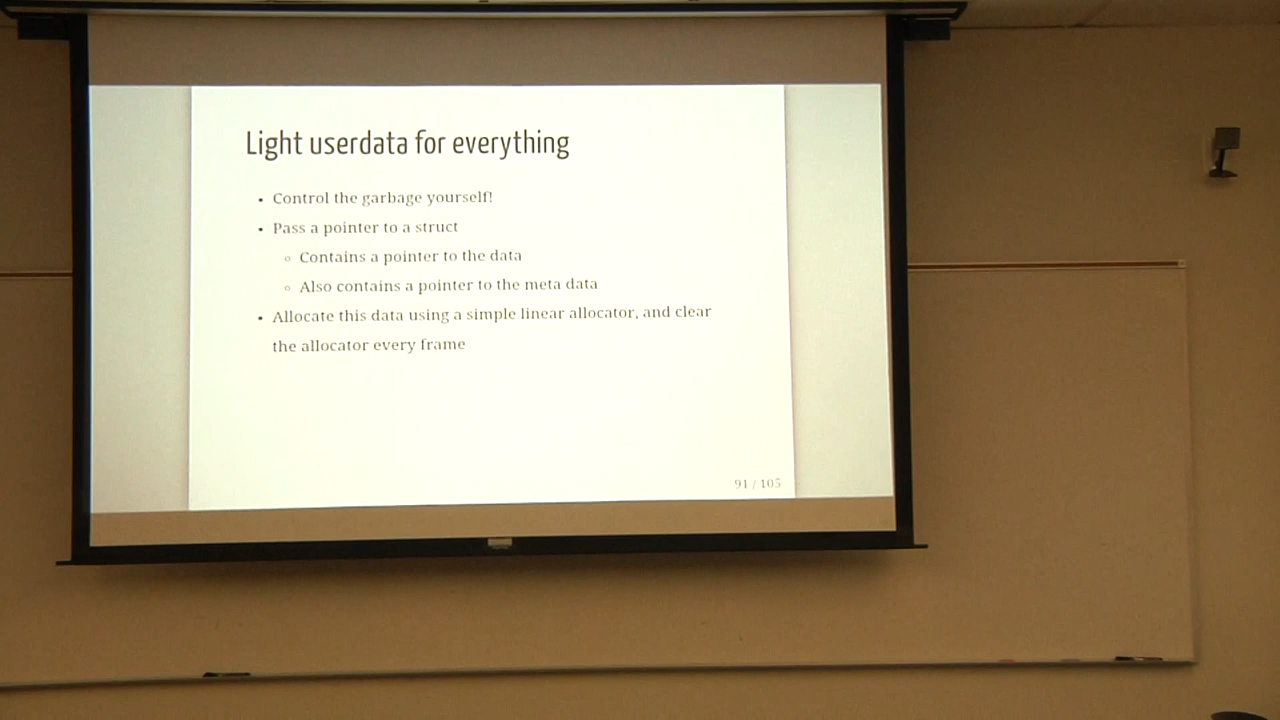 Light userdata for everything
• Control the garbage yourself!
• Pass a pointer to a struct
◦ Contains a pointer to the data
◦ Also contains a pointer to the meta data
• Allocate this data using a simple linear allocator, and clear
the allocator every frame
91 / 105